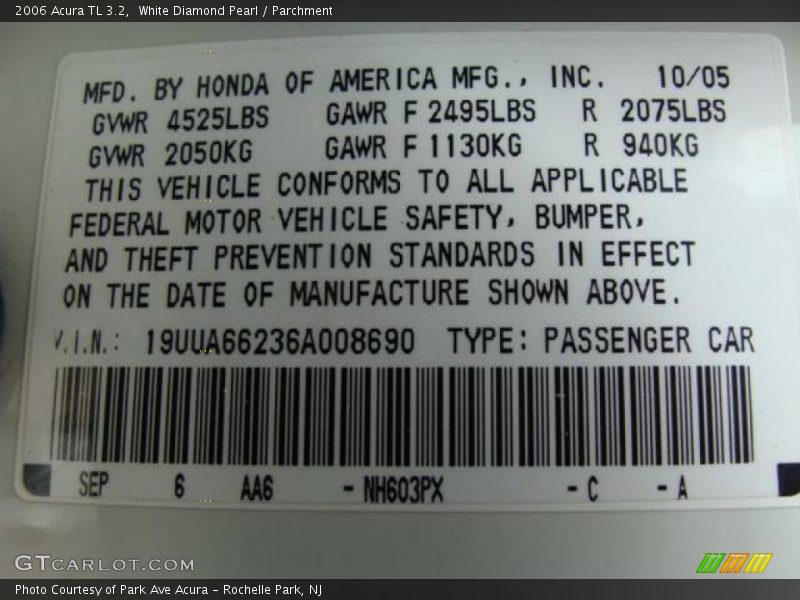 2006 Acura TL 3.2,  White Diamond Pearl / Parchment
MFD. BY HONDA OF AMERICA MFG., INC. 10/05
GVWR 4525LBS GAWR F 2495LBS R 2075LBS
GVWR 2050KG GAWR F 1130KG R 940KG
THIS VEHICLE CONFORMS TO ALL APPLICABLE
FEDERAL MOTOR VEHICLE SAFETY, BUMPER,
AND THEFT PREVENTION STANDARDS IN EFFECT
ON THE DATE OF MANUFACTURE SHOWN ABOVE.
V.I.N.: 19UUA66236A008690 TYPE: PASSENGER CAR
SEP 6 AA6 - NH603PX - C - A
GTCARLOT.COM
Photo Courtesy of Park Ave Acura - Rochelle Park, NJ